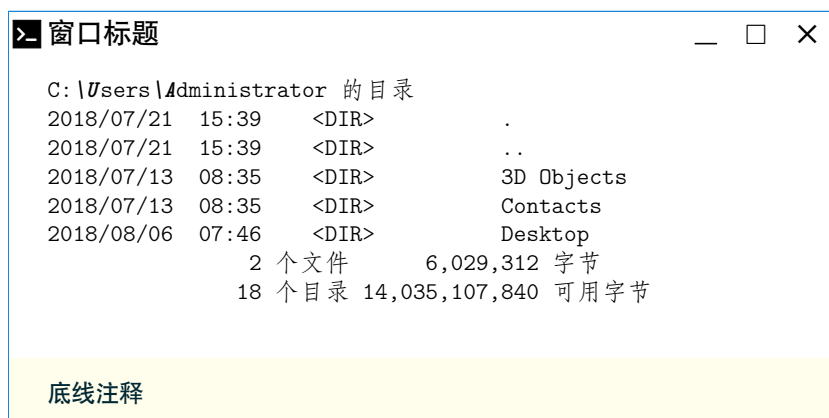 窗口标题
C:\Users\Administrator 的目录
2018/07/21 15:39 <DIR> .
2018/07/21 15:39 <DIR> ..
2018/07/13 08:35 <DIR> 3D Objects
2018/07/13 08:35 <DIR> Contacts
2018/08/06 07:46 <DIR> Desktop
2 个文件 6,029,312 字节
18 个目录 14,035,107,840 可用字节
底线注释